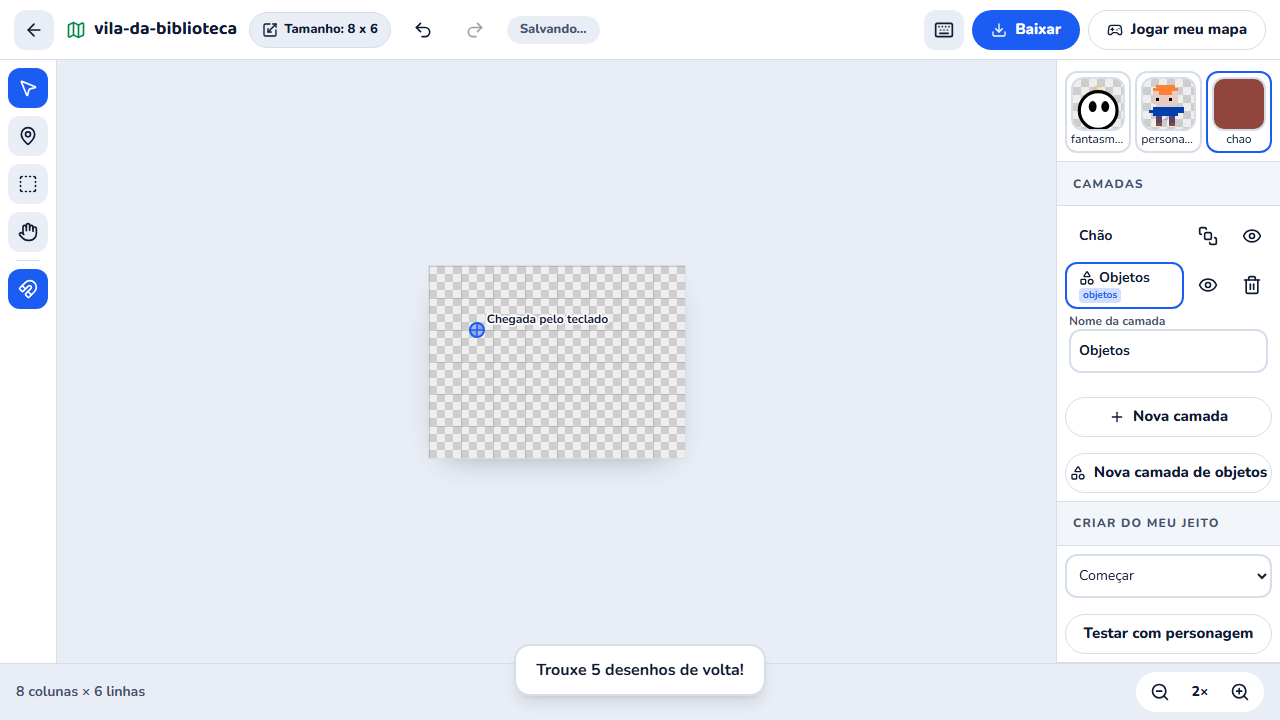 vila-da-biblioteca
Tamanho: 8 x 6
Salvando...
Baixar
Jogar meu mapa
fantasm...
persona...
chao
CAMADAS
Chão
Objetos
objetos
Nome da camada
Objetos
Nova camada
Nova camada de objetos
CRIAR DO MEU JEITO
Começar
Testar com personagem
Chegada pelo teclado
Trouxe 5 desenhos de volta!
8 colunas × 6 linhas
2×